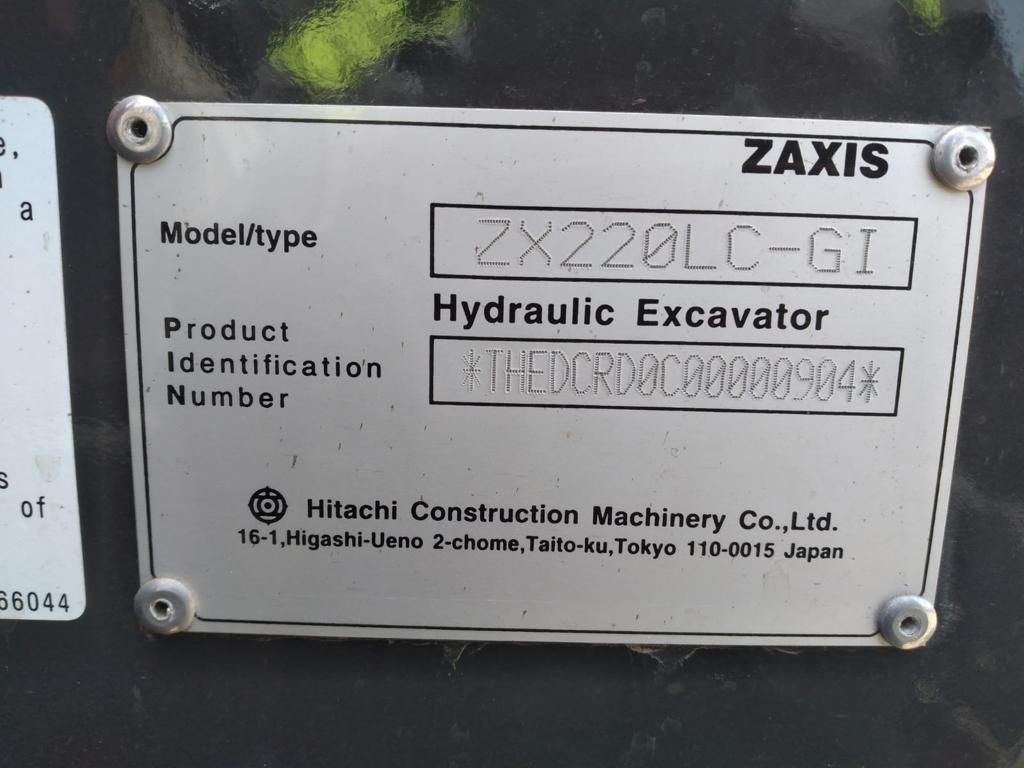 ZAXIS
Model/type ZX220LC-GI
Hydraulic Excavator
Product
Identification
Number
*THEDCRD0C00000904*
Hitachi Construction Machinery Co.,Ltd.
16-1,Higashi-Ueno 2-chome,Taito-ku,Tokyo 110-0015 Japan
a
of
66044